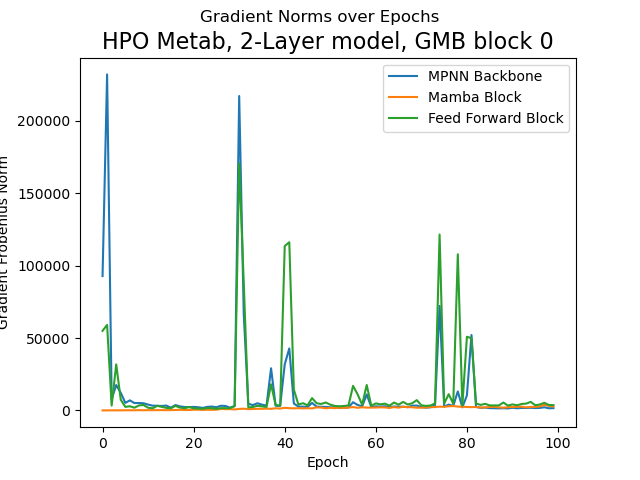 Gradient Norms over Epochs
HPO Metab, 2-Layer model, GMB block 0
MPNN Backbone
Mamba Block
Feed Forward Block
Gradient Frobenius Norm
200000
150000
100000
50000
0
0 20 40 60 80 100
Epoch